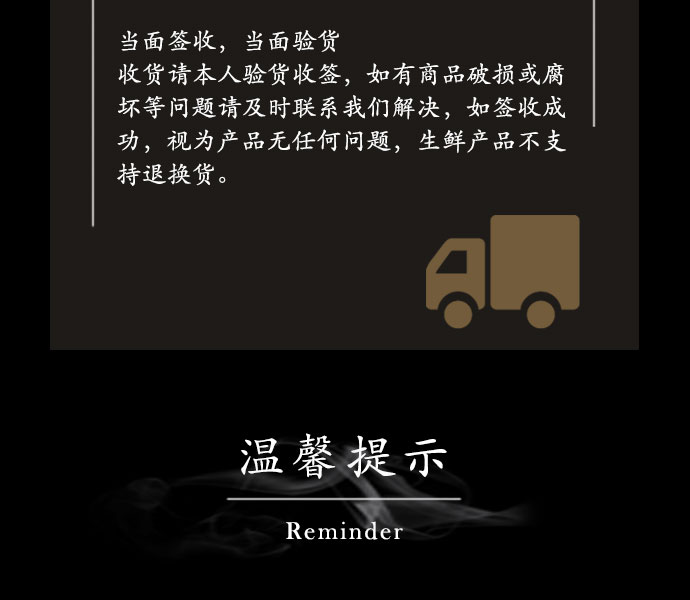 当面签收，当面验货
收货请本人验货收签，如有商品破损或腐
坏等问题请及时联系我们解决，如签收成
功，视为产品无任何问题，生鲜产品不支
持退换货。
温馨提示
Reminder